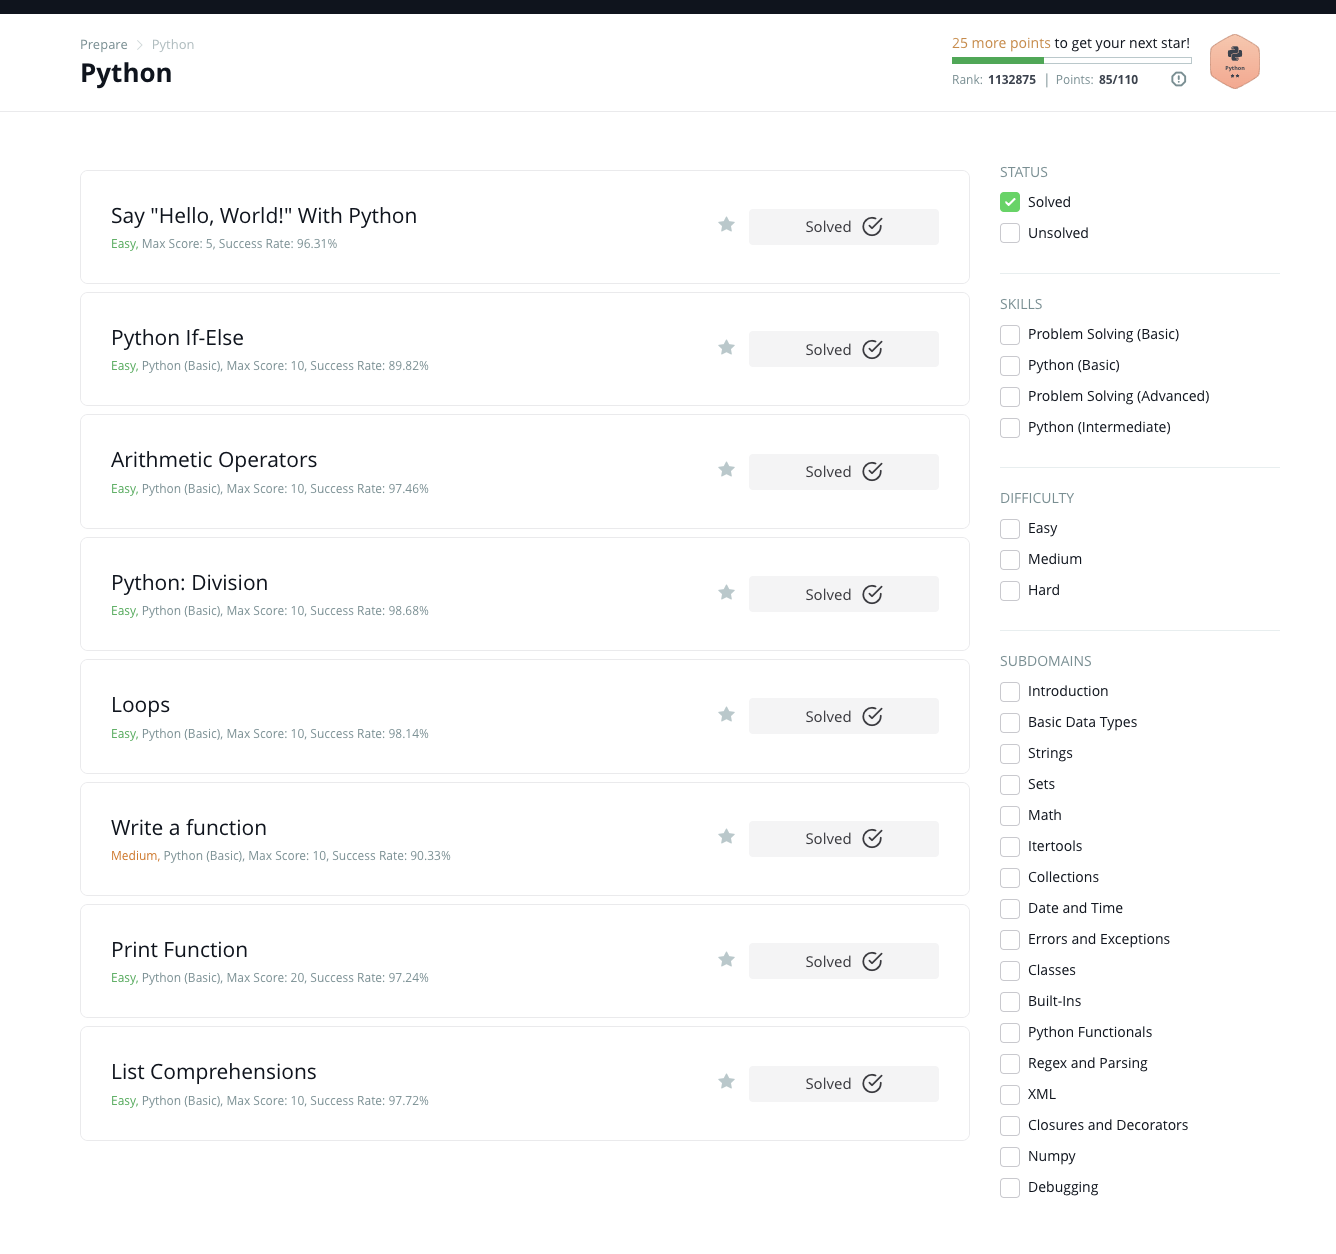 Prepare > Python
Python
25 more points to get your next star!
Rank: 1132875 | Points: 85/110
Python
Say "Hello, World!" With Python
Easy, Max Score: 5, Success Rate: 96.31%
Solved
Python If-Else
Easy, Python (Basic), Max Score: 10, Success Rate: 89.82%
Solved
Arithmetic Operators
Easy, Python (Basic), Max Score: 10, Success Rate: 97.46%
Solved
Python: Division
Easy, Python (Basic), Max Score: 10, Success Rate: 98.68%
Solved
Loops
Easy, Python (Basic), Max Score: 10, Success Rate: 98.14%
Solved
Write a function
Medium, Python (Basic), Max Score: 10, Success Rate: 90.33%
Solved
Print Function
Easy, Python (Basic), Max Score: 20, Success Rate: 97.24%
Solved
List Comprehensions
Easy, Python (Basic), Max Score: 10, Success Rate: 97.72%
Solved
STATUS
Solved
Unsolved
SKILLS
Problem Solving (Basic)
Python (Basic)
Problem Solving (Advanced)
Python (Intermediate)
DIFFICULTY
Easy
Medium
Hard
SUBDOMAINS
Introduction
Basic Data Types
Strings
Sets
Math
Itertools
Collections
Date and Time
Errors and Exceptions
Classes
Built-Ins
Python Functionals
Regex and Parsing
XML
Closures and Decorators
Numpy
Debugging